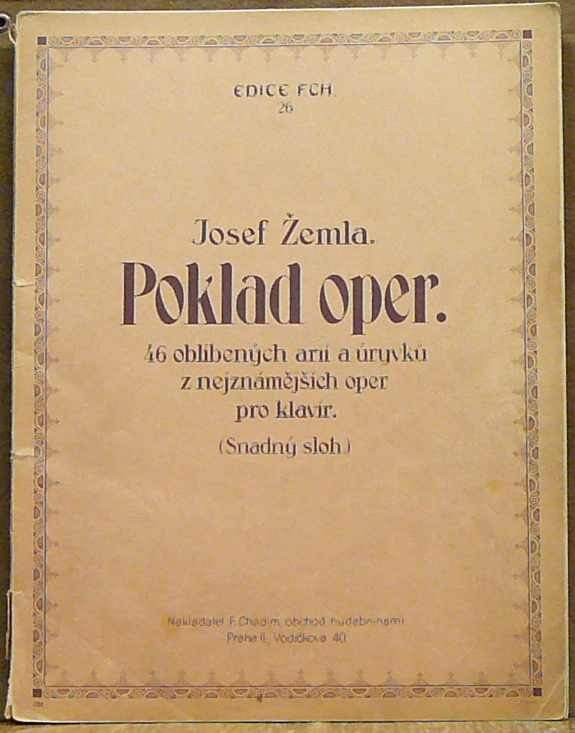 EDICE FCH
26
Josef Žemla.
Poklad oper.
46 oblíbených arií a úryvků
z nejznámějších oper
pro klavír.
(Snadný sloh.)
Nakladatel F. Chadim, obchod hudebninami
Praha II., Vodičkova 40.